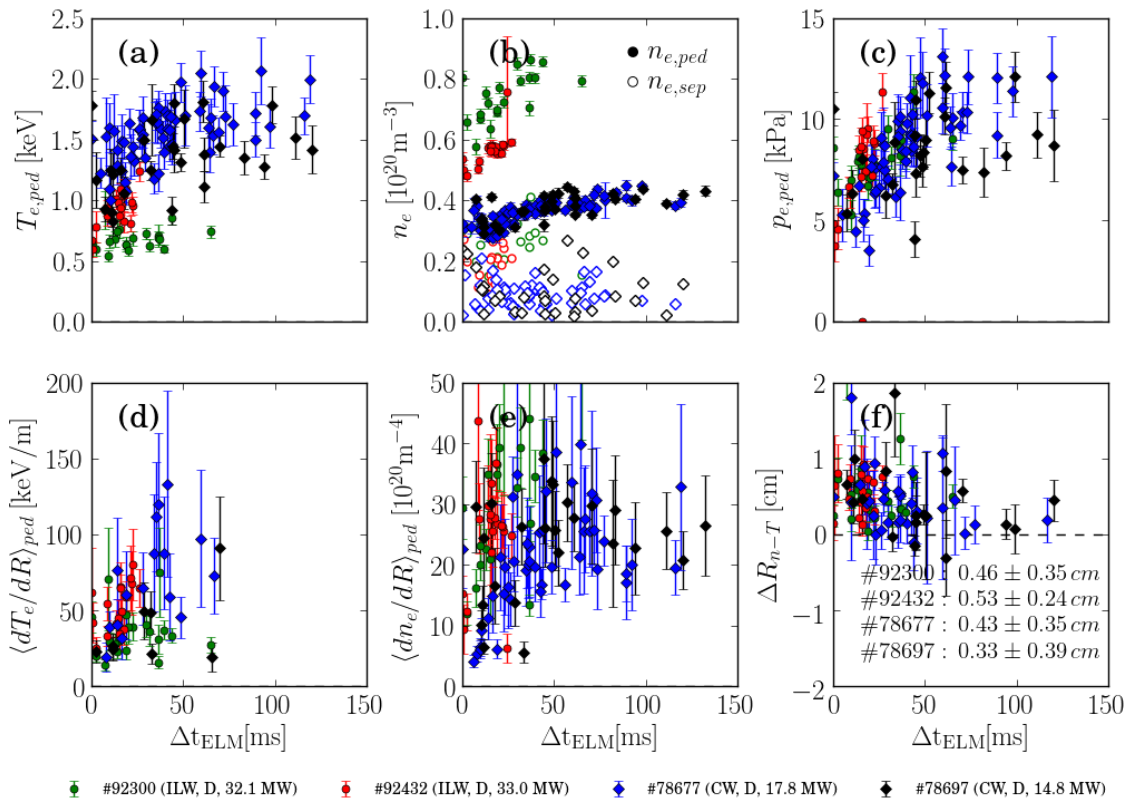 (a)
(b)
(c)
n_{e,ped}
n_{e,sep}
T_{e,ped} [keV]
2.5
2.0
1.5
1.0
0.5
0.0
n_e [10^{20}m^{−3}]
1.0
0.8
0.6
0.4
0.2
0.0
p_{e,ped} [kPa]
15
10
5
0
(d)
(e)
(f)
⟨dT_e/dR⟩_{ped} [keV/m]
200
150
100
50
0
0 50 100 150
Δt_{ELM}[ms]
⟨dn_e/dR⟩_{ped} [10^{20}m^{−4}]
50
40
30
20
10
0
0 50 100 150
Δt_{ELM}[ms]
ΔR_{n−T} [cm]
2
1
0
−1
−2
#92300 : 0.46 ± 0.35 cm
#92432 : 0.53 ± 0.24 cm
#78677 : 0.43 ± 0.35 cm
#78697 : 0.33 ± 0.39 cm
0 50 100 150
Δt_{ELM}[ms]
#92300 (ILW, D, 32.1 MW) #92432 (ILW, D, 33.0 MW) #78677 (CW, D, 17.8 MW) #78697 (CW, D, 14.8 MW)